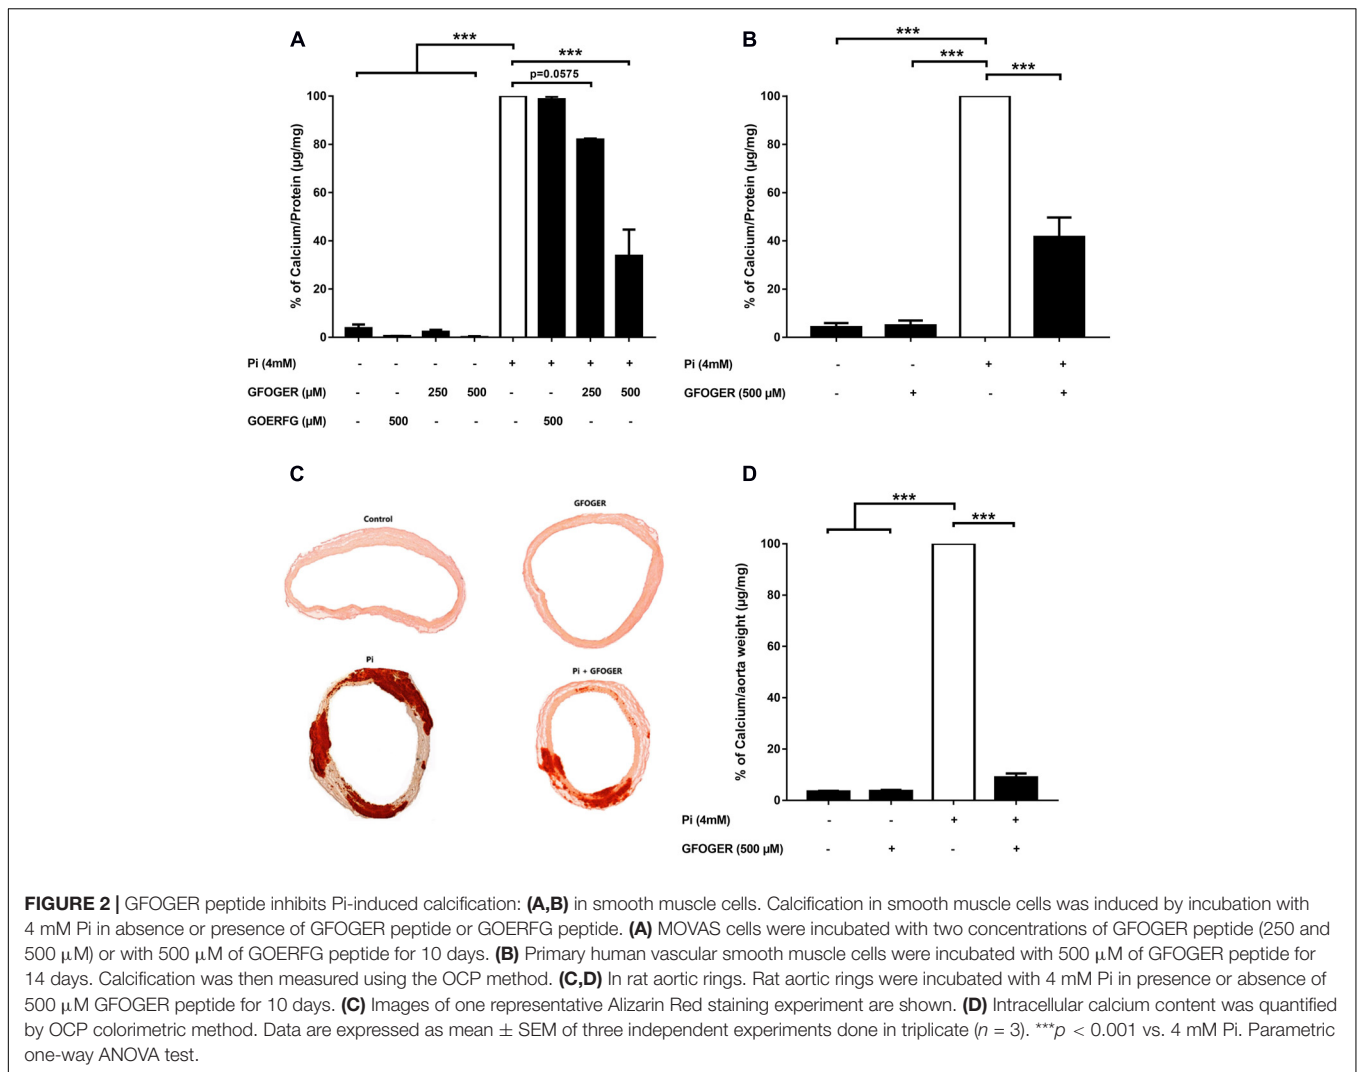 A
***
***
p=0.0575
% of Calcium/Protein (µg/mg)
100
80
60
40
20
0
Pi (4mM) - - - - + + + +
GFOGER (µM) - - 250 500 - - 250 500
GOERFG (µM) - 500 - - - 500 - -
B
***
***
***
% of Calcium/Protein (µg/mg)
100
80
60
40
20
0
Pi (4mM) - - + +
GFOGER (500 µM) - + - +
C
Control
GFOGER
Pi
Pi + GFOGER
D
***
***
% of Calcium/aorta weight (µg/mg)
100
80
60
40
20
0
Pi (4mM) - - + +
GFOGER (500 µM) - + - +
FIGURE 2 | GFOGER peptide inhibits Pi-induced calcification: (A,B) in smooth muscle cells. Calcification in smooth muscle cells was induced by incubation with
4 mM Pi in absence or presence of GFOGER peptide or GOERFG peptide. (A) MOVAS cells were incubated with two concentrations of GFOGER peptide (250 and
500 µM) or with 500 µM of GOERFG peptide for 10 days. (B) Primary human vascular smooth muscle cells were incubated with 500 µM of GFOGER peptide for
14 days. Calcification was then measured using the OCP method. (C,D) In rat aortic rings. Rat aortic rings were incubated with 4 mM Pi in presence or absence of
500 µM GFOGER peptide for 10 days. (C) Images of one representative Alizarin Red staining experiment are shown. (D) Intracellular calcium content was quantified
by OCP colorimetric method. Data are expressed as mean ± SEM of three independent experiments done in triplicate (n = 3). ***p < 0.001 vs. 4 mM Pi. Parametric
one-way ANOVA test.